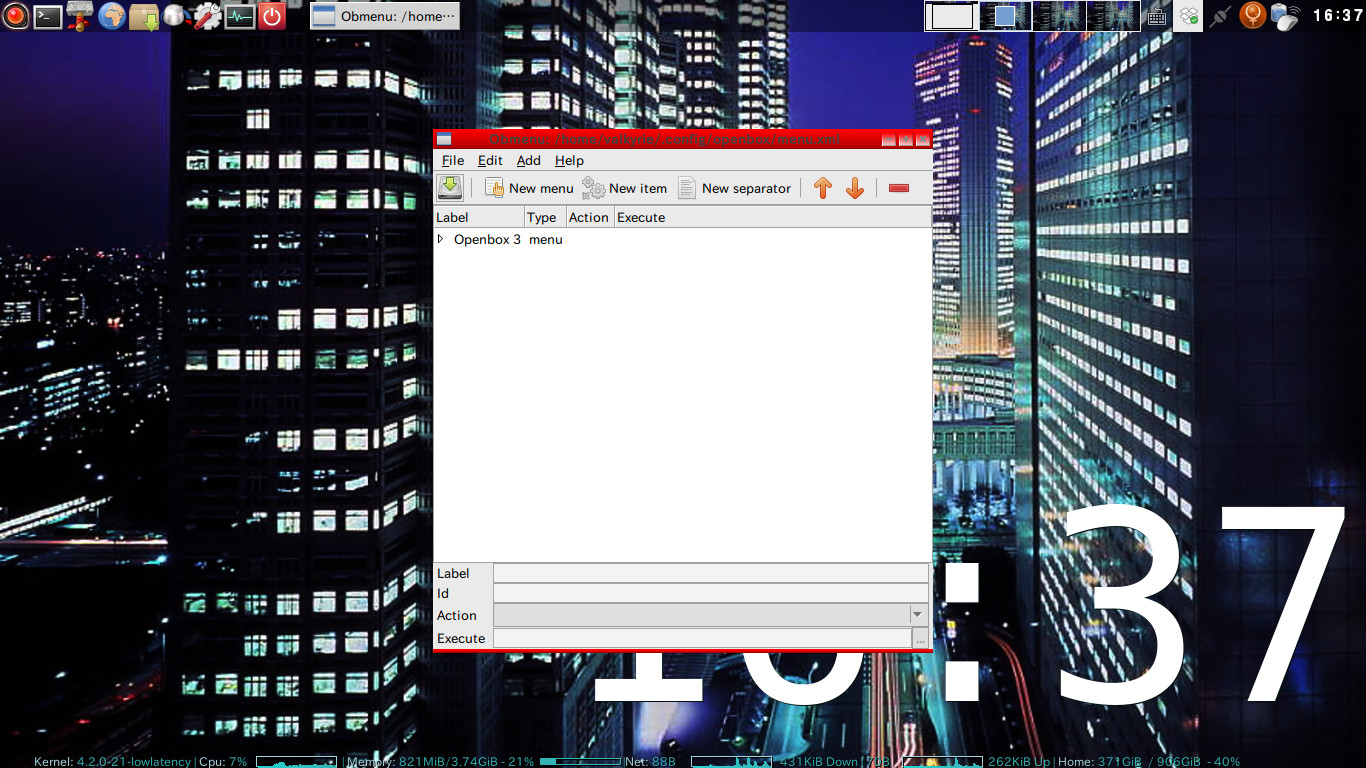 Obmenu: /home···
16:37
Obmenu: /home/valkyrie/.config/openbox/menu.xml
File Edit Add Help
New menu New item New separator
Label Type Action Execute
Openbox 3 menu
Label
Id
Action
Execute ...
16:37
Kernel: 4.2.0-21-lowlatency | Cpu: 7% | Memory: 821MiB/3.74GiB - 21% Net: 88B 431KiB Down 262KiB Up | Home: 371GiB / 906GiB - 40%